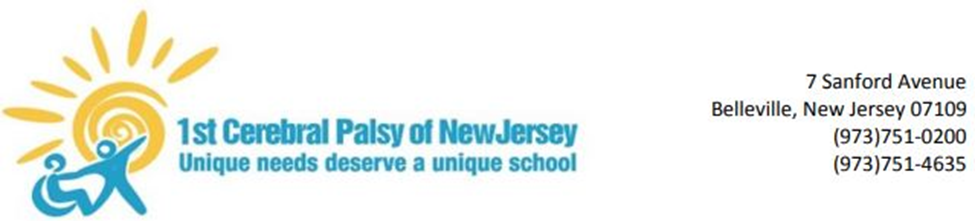 1st Cerebral Palsy of NewJersey
Unique needs deserve a unique school
7 Sanford Avenue
Belleville, New Jersey 07109
(973)751-0200
(973)751-4635